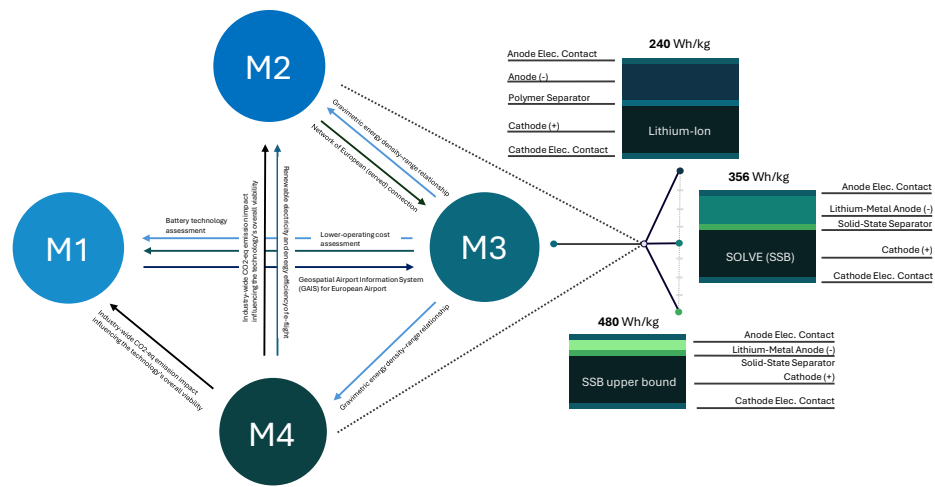 M2
M1
M3
M4
Gravimetric energy density–range relationship
Network of European (served) connection
Industry-wide CO2-eq emission impact
influencing the technology's overall viability
Renewable electricity and energy efficiency of e-flight
Battery technology
assessment
Lower-operating cost
assessment
Geospatial Airport Information System
(GAIS) for European Airport
Industry-wide CO2-eq emission impact
influencing the technology's overall viability
Gravimetric energy density–range relationship
240 Wh/kg
Anode Elec. Contact
Anode (-)
Polymer Separator
Cathode (+)
Cathode Elec. Contact
Lithium-Ion
356 Wh/kg
SOLVE (SSB)
Anode Elec. Contact
Lithium-Metal Anode (-)
Solid-State Separator
Cathode (+)
Cathode Elec. Contact
480 Wh/kg
SSB upper bound
Anode Elec. Contact
Lithium-Metal Anode (-)
Solid-State Separator
Cathode (+)
Cathode Elec. Contact